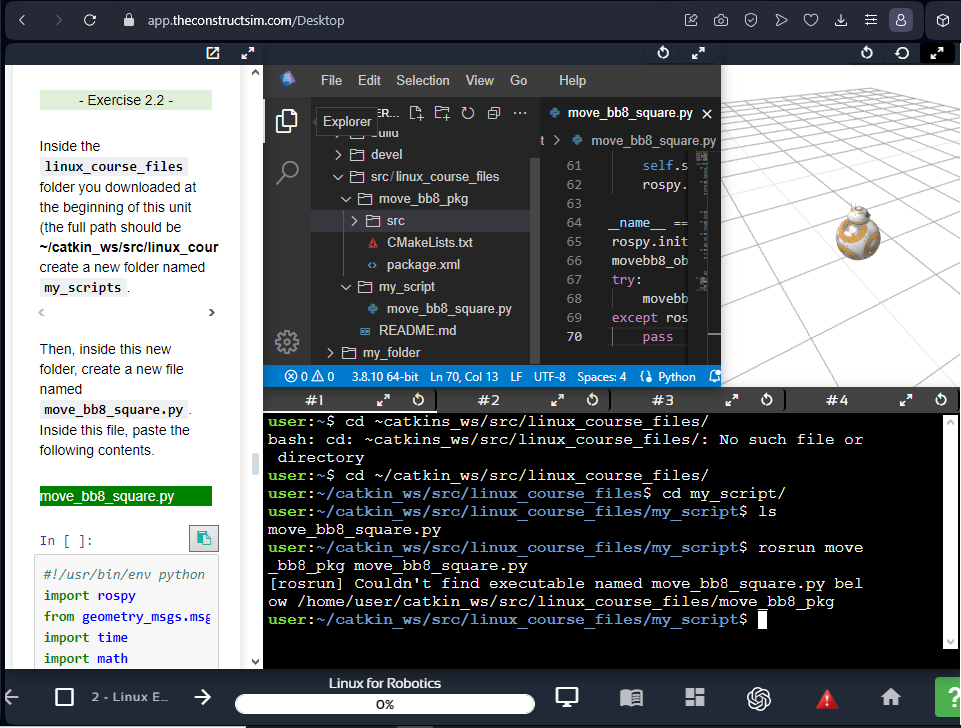 app.theconstructsim.com/Desktop
- Exercise 2.2 -
Inside the
linux_course_files
folder you downloaded at
the beginning of this unit
(the full path should be
~/catkin_ws/src/linux_cour
create a new folder named
my_scripts .
Then, inside this new
folder, create a new file
named
move_bb8_square.py .
Inside this file, paste the
following contents.
move_bb8_square.py
In [ ]:
#!/usr/bin/env python
import rospy
from geometry_msgs.msg
import time
import math
File Edit Selection View Go Help
Explorer
ER...
build
devel
src/linux_course_files
move_bb8_pkg
src
CMakeLists.txt
package.xml
my_script
move_bb8_square.py
README.md
my_folder
move_bb8_square.py
t > move_bb8_square.py
61 self.s
62 rospy.
63
64 __name__ ==
65 rospy.init
66 movebb8_ob
67 try:
68 movebb
69 except ros
70 pass
0 0 3.8.10 64-bit Ln 70, Col 13 LF UTF-8 Spaces: 4 Python
#1 #2 #3 #4
user:~$ cd ~catkins_ws/src/linux_course_files/
bash: cd: ~catkins_ws/src/linux_course_files/: No such file or
directory
user:~$ cd ~/catkin_ws/src/linux_course_files/
user:~/catkin_ws/src/linux_course_files$ cd my_script/
user:~/catkin_ws/src/linux_course_files/my_script$ ls
move_bb8_square.py
user:~/catkin_ws/src/linux_course_files/my_script$ rosrun move
_bb8_pkg move_bb8_square.py
[rosrun] Couldn't find executable named move_bb8_square.py bel
ow /home/user/catkin_ws/src/linux_course_files/move_bb8_pkg
user:~/catkin_ws/src/linux_course_files/my_script$
2 - Linux E...
Linux for Robotics
0%
?